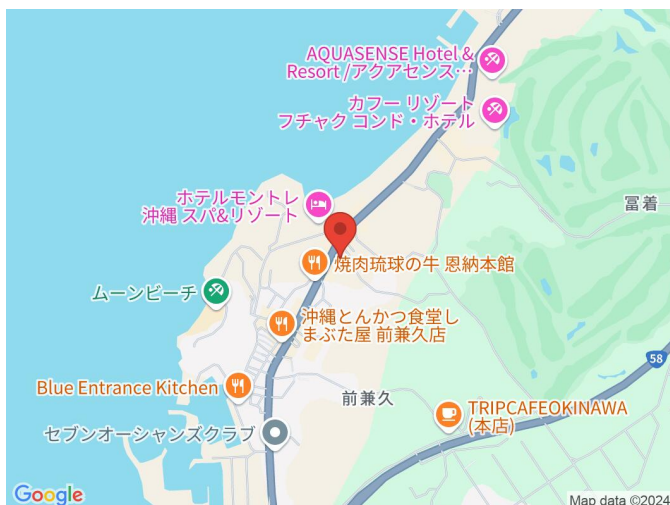 AQUASENSE Hotel &
Resort /アクアセンス…
カフー リゾート
フチャク コンド・ホテル
冨着
ホテルモントレ
沖縄 スパ&リゾート
焼肉琉球の牛 恩納本館
ムーンビーチ
沖縄とんかつ食堂し
まぶた屋 前兼久店
58
Blue Entrance Kitchen
前兼久
TRIPCAFEOKINAWA
(本店)
セブンオーシャンズクラブ
Google
Map data ©2024